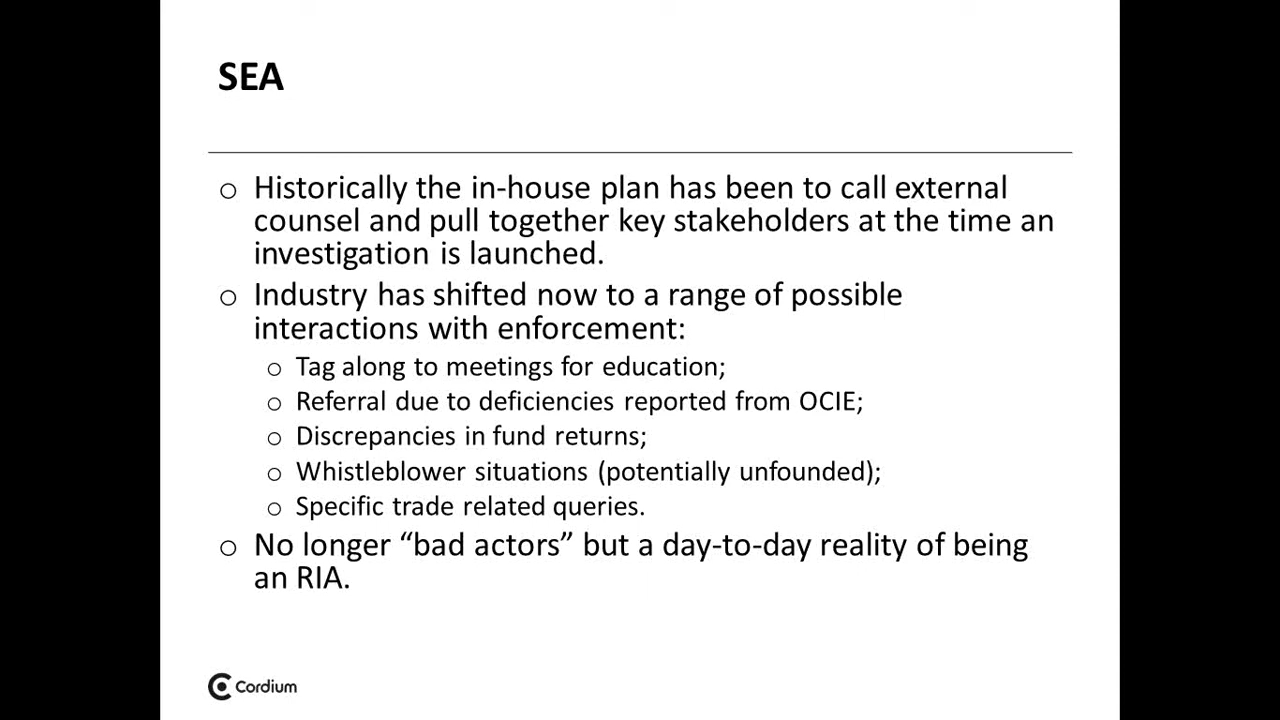 SEA
○ Historically the in-house plan has been to call external
counsel and pull together key stakeholders at the time an
investigation is launched.
○ Industry has shifted now to a range of possible
interactions with enforcement:
○ Tag along to meetings for education;
○ Referral due to deficiencies reported from OCIE;
○ Discrepancies in fund returns;
○ Whistleblower situations (potentially unfounded);
○ Specific trade related queries.
○ No longer “bad actors” but a day-to-day reality of being
an RIA.
Cordium